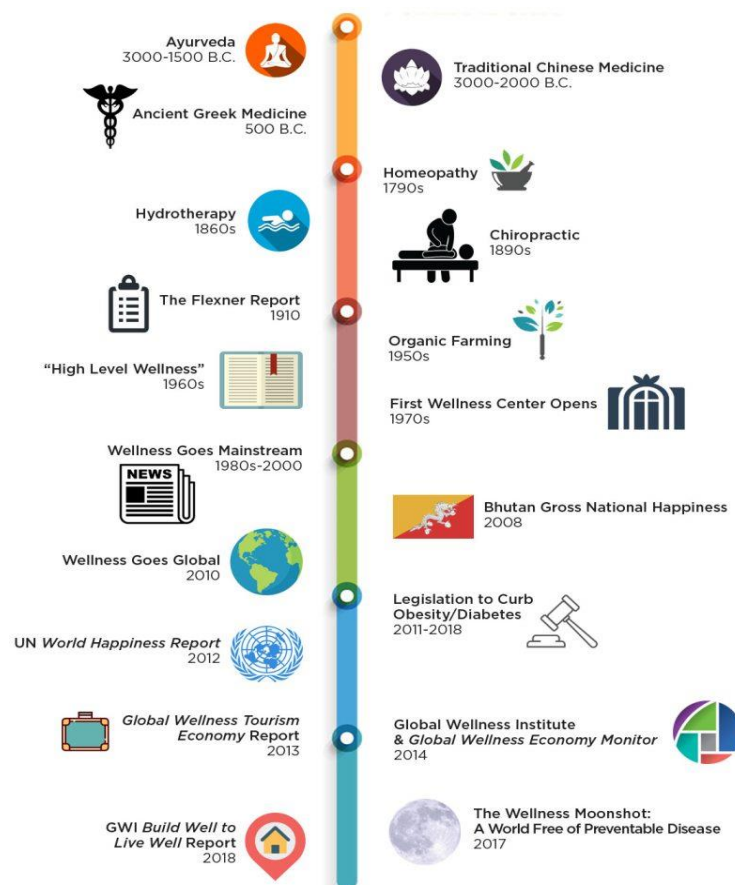 Ayurveda
3000-1500 B.C.
Traditional Chinese Medicine
3000-2000 B.C.
Ancient Greek Medicine
500 B.C.
Homeopathy
1790s
Hydrotherapy
1860s
Chiropractic
1890s
The Flexner Report
1910
Organic Farming
1950s
“High Level Wellness”
1960s
First Wellness Center Opens
1970s
Wellness Goes Mainstream
1980s-2000
NEWS
Bhutan Gross National Happiness
2008
Wellness Goes Global
2010
Legislation to Curb
Obesity/Diabetes
2011-2018
UN World Happiness Report
2012
Global Wellness Tourism
Economy Report
2013
Global Wellness Institute
& Global Wellness Economy Monitor
2014
The Wellness Moonshot:
A World Free of Preventable Disease
2017
GWI Build Well to
Live Well Report
2018